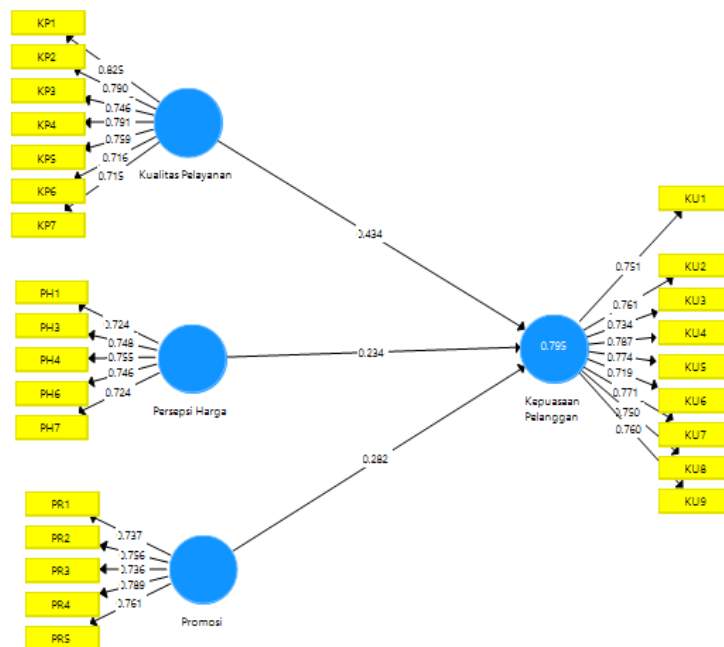 KP1
KP2
KP3
KP4
KP5
KP6
KP7
0.825
0.790
0.746
0.791
0.759
0.716
0.715
Kualitas Pelayanan
0.434
PH1
PH3
PH4
PH6
PH7
0.724
0.748
0.755
0.746
0.724
Persepsi Harga
0.234
PR1
PR2
PR3
PR4
PR5
0.737
0.756
0.736
0.789
0.761
Promosi
0.282
0.795
Kepuasaan
Pelanggan
0.751
0.761
0.734
0.787
0.774
0.719
0.771
0.750
0.760
KU1
KU2
KU3
KU4
KU5
KU6
KU7
KU8
KU9